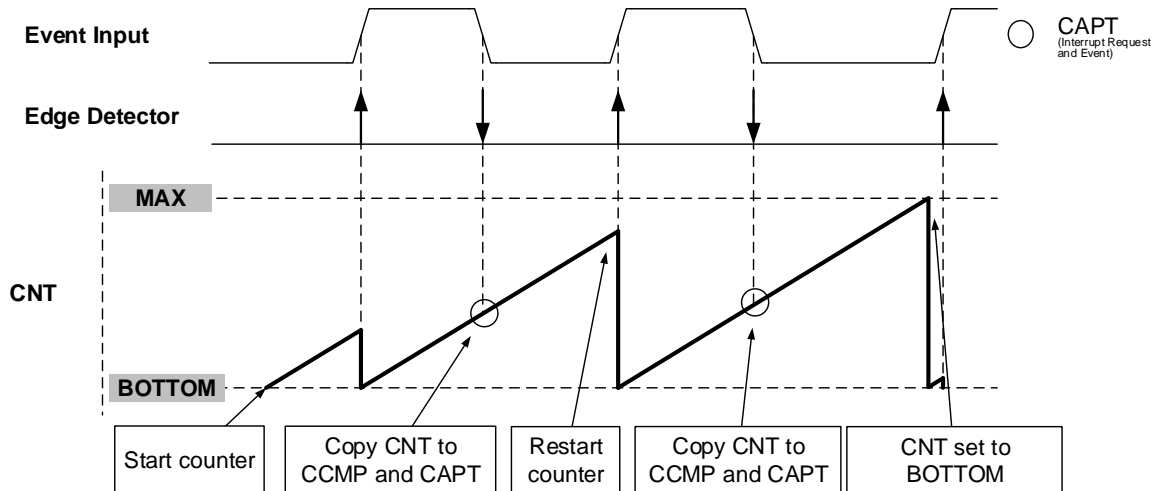 Event Input
CAPT
(Interrupt Request
and Event)
Edge Detector
MAX
CNT
BOTTOM
Start counter
Copy CNT to
CCMP and CAPT
Restart
counter
Copy CNT to
CCMP and CAPT
CNT set to
BOTTOM